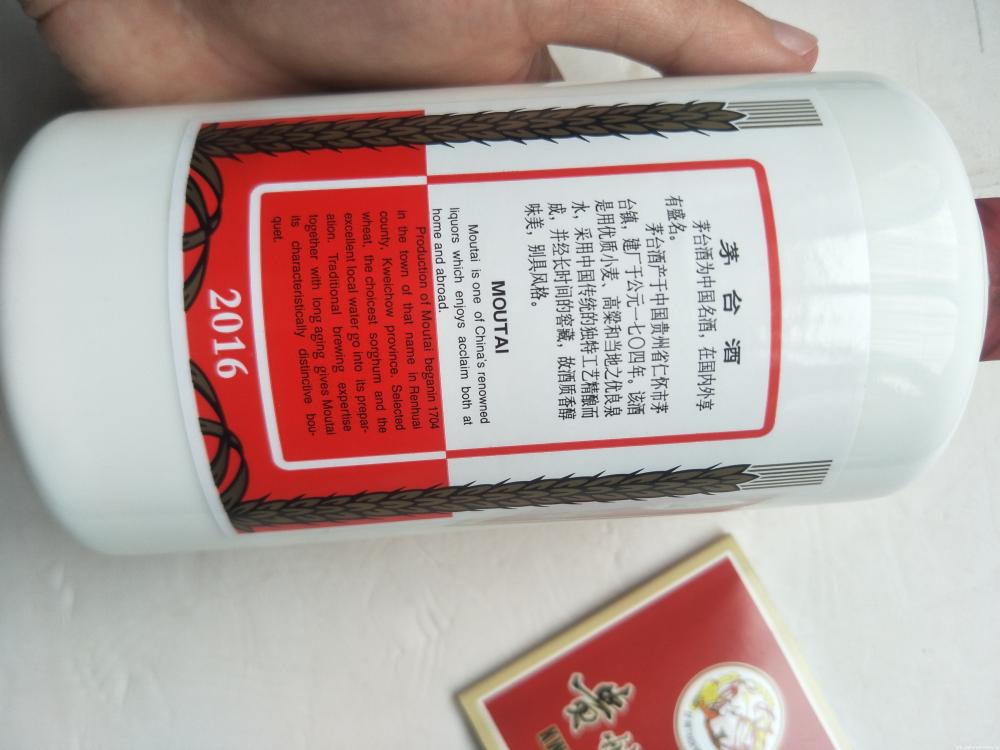 茅台酒
茅台酒为中国名酒，在国内外享
有盛名。
茅台酒产于中国贵州省仁怀市茅
台镇，建厂于公元一七〇四年。该酒
是用优质小麦、高粱和当地之优良泉
水，采用中国传统的独特工艺精酿而
成，并经长时间的窖藏，故酒质香醇
味美，别具风格。
MOUTAI
Moutai is one of China's renowned
liquors which enjoys acclaim both at
home and abroad.
Production of Moutai beganin 1704
in the town of that name in Renhuai
county, Kweichow province. Selected
wheat, the choicest sorghum and the
excellent local water go into its prepar-
ation. Traditional brewing expertise
together with long aging gives Moutai
its characteristically distinctive bou-
quet.
2016
贵
KW